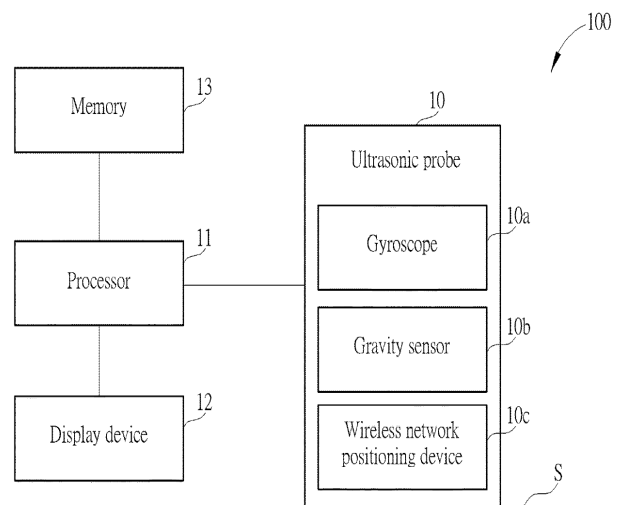 100
Memory
13
10
Ultrasonic probe
10a
Gyroscope
11
Processor
10b
Gravity sensor
12
Display device
10c
Wireless network
positioning device
S